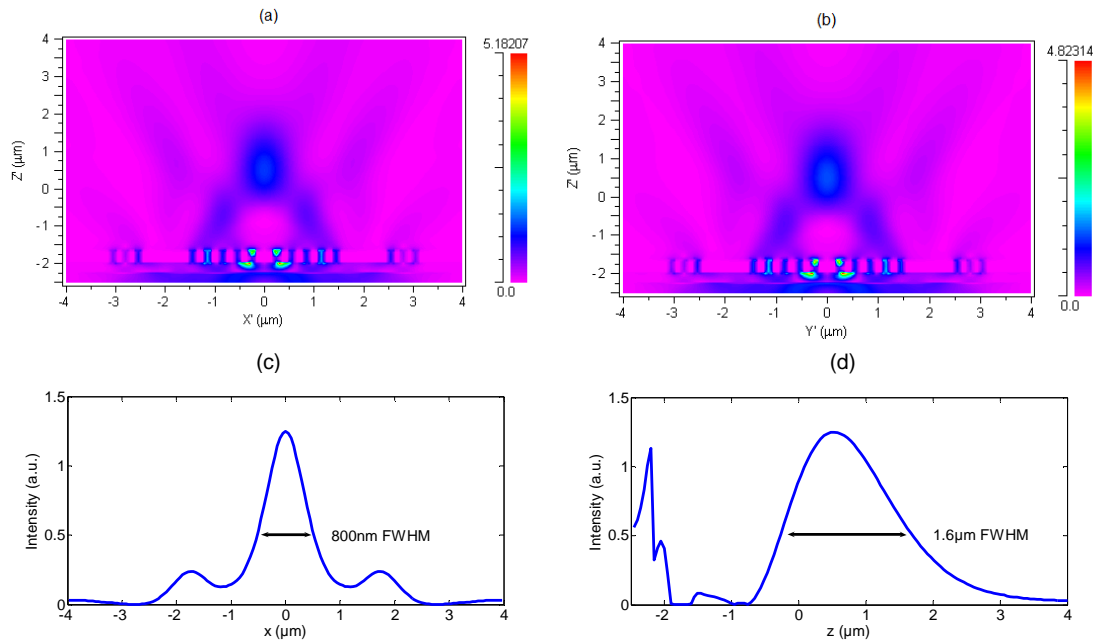 (a)
(b)
5.18207
4.82314
4
3
2
1
0
-1
-2
Z' (µm)
0.0
-4 -3 -2 -1 0 1 2 3 4
X' (µm)
4
3
2
1
0
-1
-2
Z' (µm)
0.0
-4 -3 -2 -1 0 1 2 3 4
Y' (µm)
(c)
(d)
1.5
1
0.5
0
Intensity (a.u.)
800nm FWHM
-4 -3 -2 -1 0 1 2 3 4
x (µm)
1.5
1
0.5
0
Intensity (a.u.)
1.6µm FWHM
-2 -1 0 1 2 3 4
z (µm)